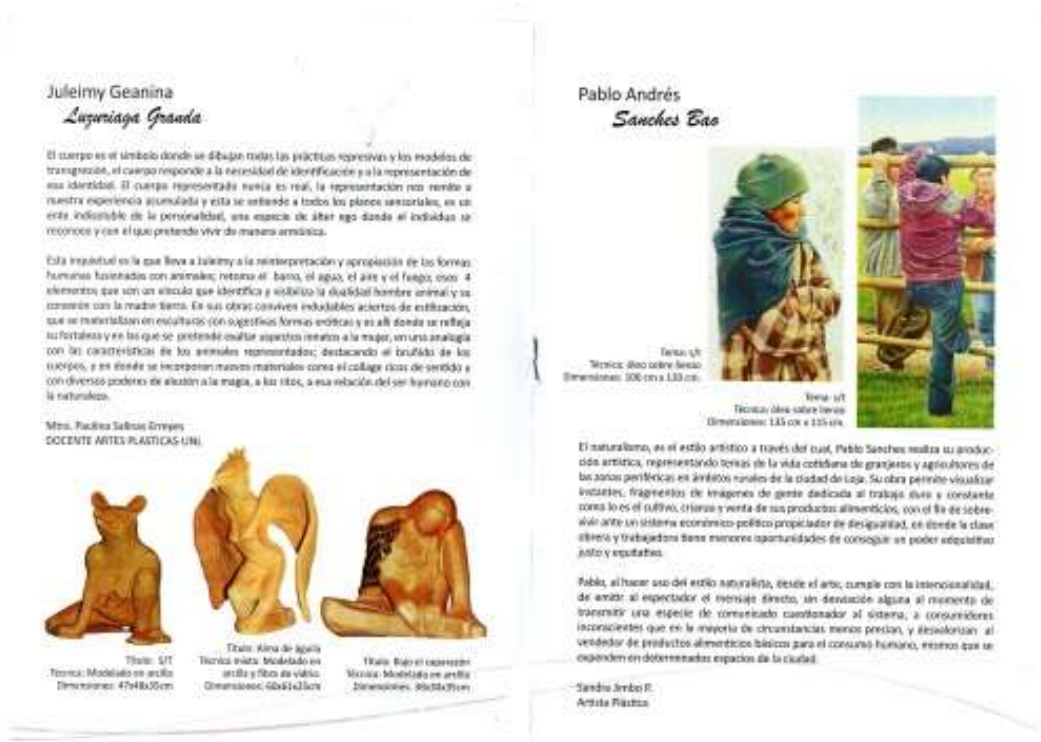 Juleimy Geanina
Luzuriaga Granda
El cuerpo es el símbolo donde se dibujan todas las prácticas represivas y los modelos de
transgresión, el cuerpo responde a la necesidad de identificación y a la representación de
esa identidad. El cuerpo representado nunca es real, la representación nos remite a
nuestra experiencia acumulada y esta se extiende a todos los planos sensoriales, es un
ente indisoluble de la personalidad, una especie de álter ego donde el individuo se
reconoce y con el que pretende vivir de manera armónica.
Esta inquietud es la que lleva a Juleimy a la reinterpretación y apropiación de las formas
humanas fusionadas con animales; retoma el barro, el agua, el aire y el fuego; esos 4
elementos que son un vínculo que identifica y visibiliza la dualidad hombre animal y su
conexión con la madre tierra. En sus obras conviven indudables aciertos de estilización,
que se materializan en esculturas con sugestivas formas eróticas y es allí donde se refleja
su fortaleza y en las que se pretende exaltar aspectos innatos a la mujer, en una analogía
con las características de los animales representados; destacando el bruñido de los
cuerpos, y en donde se incorporan nuevos materiales como el collage ricos de sentido y
con diversos poderes de alusión a la magia, a los ritos, a esa relación del ser humano con
la naturaleza.
Mtra. Paulina Salinas Erreyes
DOCENTE ARTES PLASTICAS-UNL
Título: S/T
Técnica: Modelado en arcilla
Dimensiones: 47x48x35cm
Título: Alma de águila
Técnica mixta: Modelado en
arcilla y fibra de vidrio.
Dimensiones: 60x61x25cm
Título: Bajo el caparazón
Técnica: Modelado en arcilla
Dimensiones:
Pablo Andrés
Sanches Bao
Tema: s/t
Técnica: óleo sobre lienzo
Dimensiones: 100 cm x 120 cm.
Tema: s/t
Técnica: óleo sobre lienzo
Dimensiones: 135 cm x 115 cm.
El naturalismo, es el estilo artístico a través del cual, Pablo Sanches realiza su produc-
ción artística, representando temas de la vida cotidiana de granjeros y agricultores de
las zonas periféricas en ámbitos rurales de la ciudad de Loja. Su obra permite visualizar
instantes, fragmentos de imágenes de gente dedicada al trabajo duro y constante
como lo es el cultivo, crianza y venta de sus productos alimenticios, con el fin de sobre-
vivir ante un sistema económico-político propiciador de desigualdad, en donde la clase
obrera y trabajadora tiene menores oportunidades de conseguir un poder adquisitivo
justo y equitativo.
Pablo, al hacer uso del estilo naturalista, desde el arte, cumple con la intencionalidad,
de emitir al espectador el mensaje directo, sin desviación alguna al momento de
transmitir una especie de comunicado cuestionador al sistema, a consumidores
inconscientes que en la mayoría de circunstancias menos precian, y desvalorizan al
vendedor de productos alimenticios básicos para el consumo humano, mismos que se
expenden en determinados espacios de la ciudad.
Sandra Jimbo P.
Artista Plástica